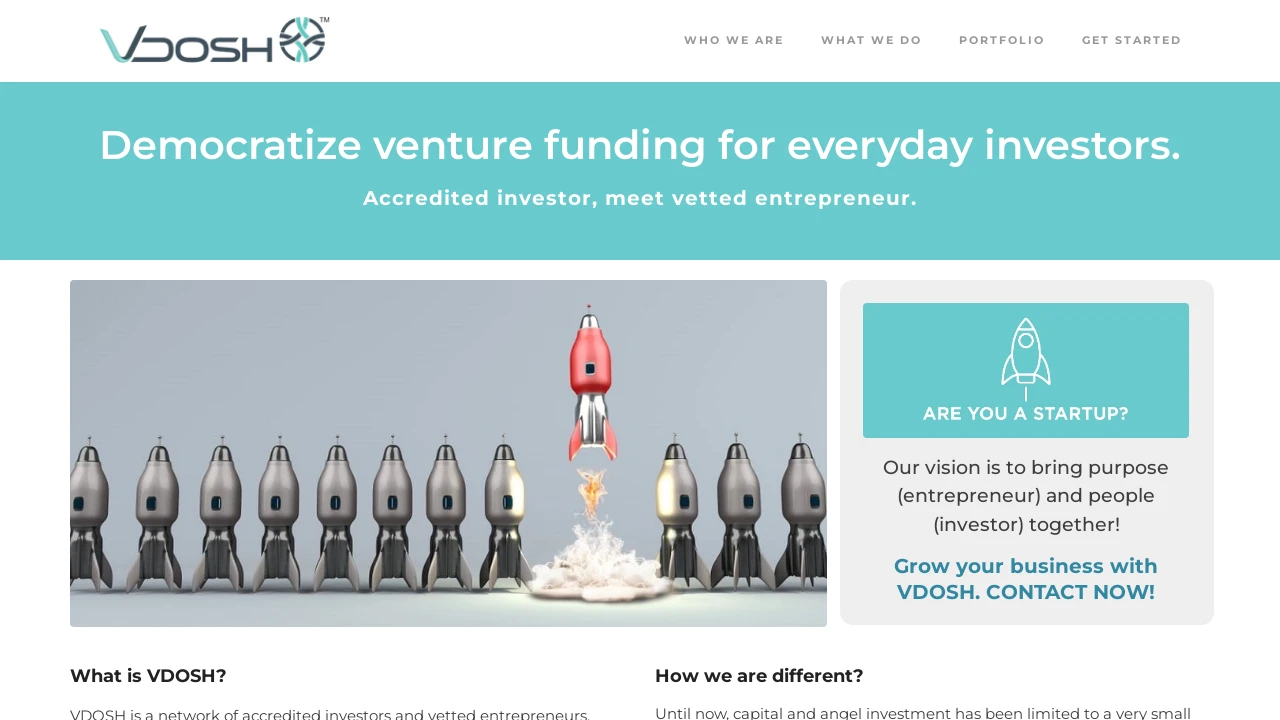 VDOSH™
WHO WE ARE
WHAT WE DO
PORTFOLIO
GET STARTED
Democratize venture funding for everyday investors.
Accredited investor, meet vetted entrepreneur.
ARE YOU A STARTUP?
Our vision is to bring purpose
(entrepreneur) and people
(investor) together!
Grow your business with
VDOSH. CONTACT NOW!
What is VDOSH?
VDOSH is a network of accredited investors and vetted entrepreneurs.
How we are different?
Until now, capital and angel investment has been limited to a very small